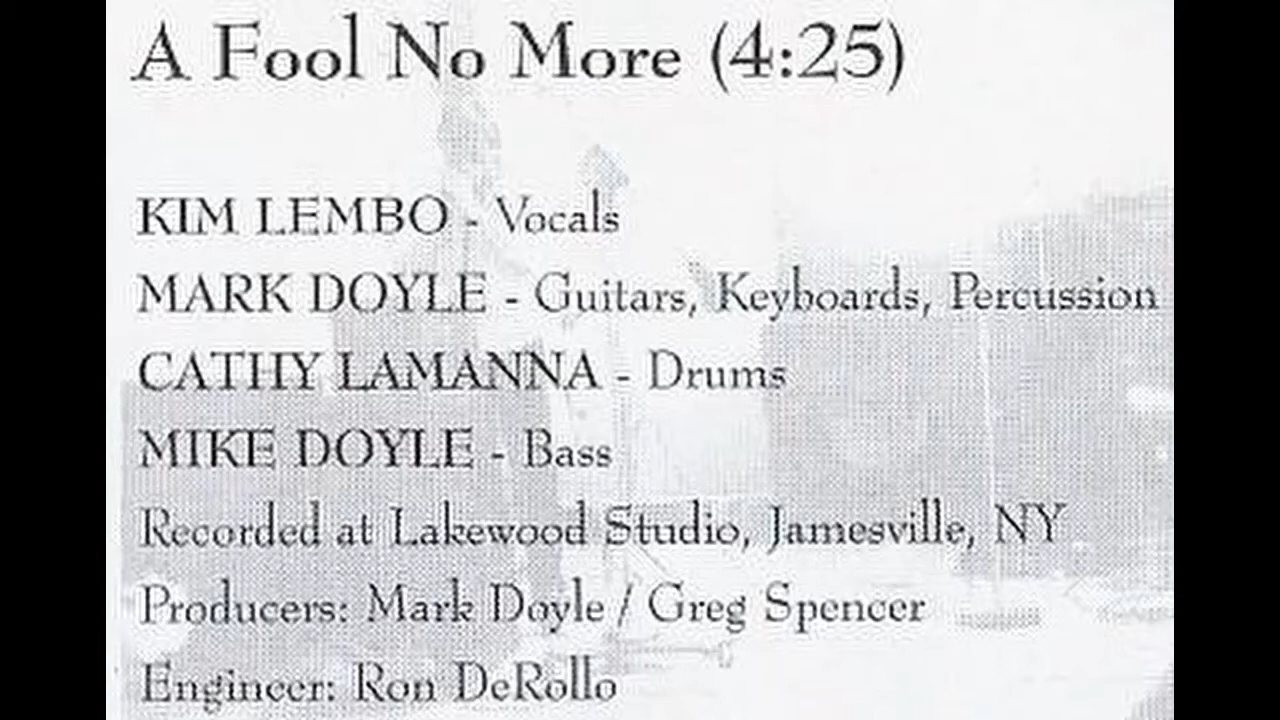 A Fool No More (4:25)
KIM LEMBO - Vocals
MARK DOYLE - Guitars, Keyboards, Percussion
CATHY LAMANNA - Drums
MIKE DOYLE - Bass
Recorded at Lakewood Studio, Jamesville, NY
Producers: Mark Doyle / Greg Spencer
Engineer: Ron DeRollo